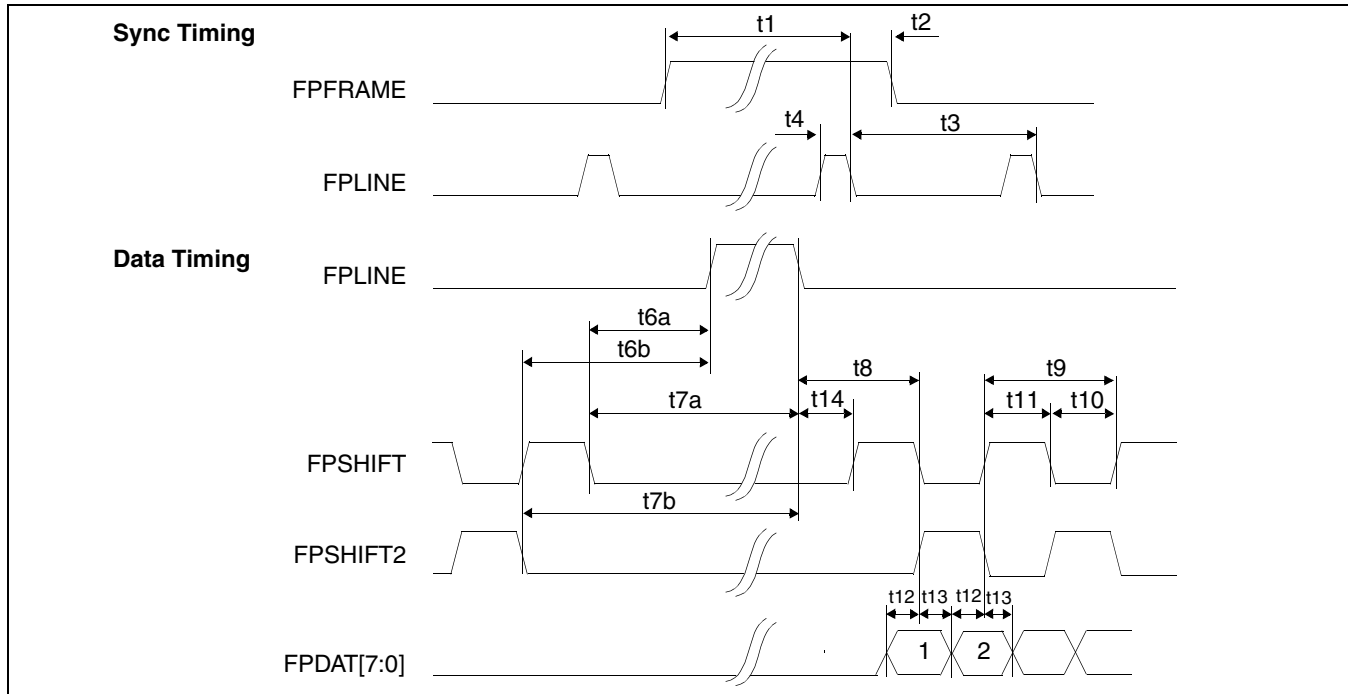 Sync Timing
t1
t2
FPFRAME
t4
t3
FPLINE
Data Timing
FPLINE
t6a
t6b
t8
t9
t7a
t14
t11
t10
FPSHIFT
t7b
FPSHIFT2
t12 t13 t12 t13
FPDAT[7:0]
1
2